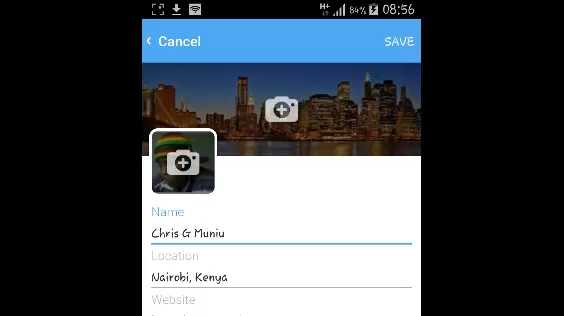 H+ 84% 08:56
Cancel SAVE
Name
Chris G Muniu
Location
Nairobi, Kenya
Website